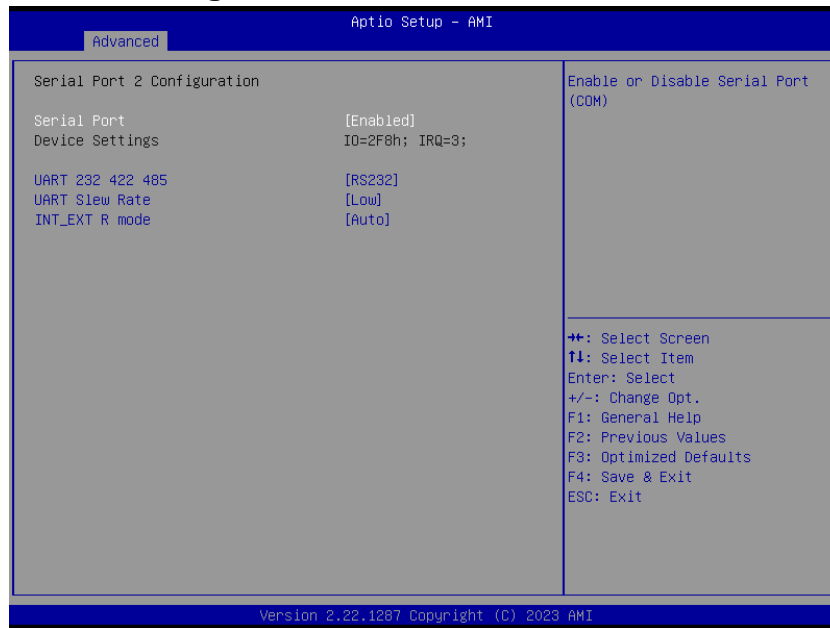 Aptio Setup – AMI
Advanced
Serial Port 2 Configuration
Serial Port [Enabled]
Device Settings IO=2F8h; IRQ=3;
UART 232 422 485 [RS232]
UART Slew Rate [Low]
INT_EXT R mode [Auto]
Enable or Disable Serial Port
(COM)
→←: Select Screen
↑↓: Select Item
Enter: Select
+/-: Change Opt.
F1: General Help
F2: Previous Values
F3: Optimized Defaults
F4: Save & Exit
ESC: Exit
Version 2.22.1287 Copyright (C) 2023 AMI